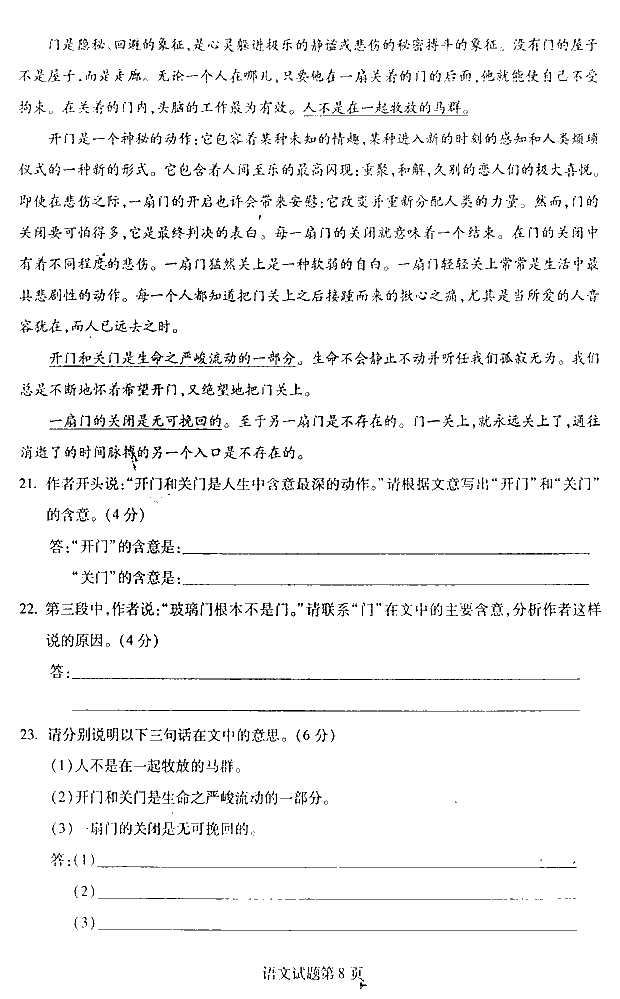 门是隐秘、回避的象征,是心灵躲进极乐的静谧或悲伤的秘密搏斗的象征。没有门的屋子
不是屋子,而是走廊。无论一个人在哪儿,只要他在一扇关着的门的后面,他就能使自己不受
拘束。在关着的门内,头脑的工作最为有效。人不是在一起牧放的马群。
开门是一个神秘的动作:它包容着某种未知的情趣,某种进入新的时刻的感知和人类烦琐
仪式的一种新的形式。它包含着人间至乐的最高闪现:重聚,和解,久别的恋人们的极大喜悦。
即使在悲伤之际,一扇门的开启也许会带来安慰:它改变并重新分配人类的力量。然而,门的
关闭要可怕得多,它是最终判决的表白。每一扇门的关闭就意味着一个结束。在门的关闭中
有着不同程度的悲伤。一扇门猛然关上是一种软弱的自白。一扇门轻轻关上常常是生活中最
具悲剧性的动作。每一个人都知道把门关上之后接踵而来的揪心之痛,尤其是当所爱的人音
容犹在,而人已远去之时。
开门和关门是生命之严峻流动的一部分。生命不会静止不动并听任我们孤寂无为。我们
总是不断地怀着希望开门,又绝望地把门关上。
一扇门的关闭是无可挽回的。至于另一扇门是不存在的。门一关上,就永远关上了,通往
消逝了的时间脉搏的另一个入口是不存在的。
21. 作者开头说:“开门和关门是人生中含意最深的动作。”请根据文意写出“开门”和“关门”
的含意。(4分)
答:“开门”的含意是:
“关门”的含意是:
22. 第三段中,作者说:“玻璃门根本不是门。”请联系“门”在文中的主要含意,分析作者这样
说的原因。(4分)
答:
23. 请分别说明以下三句话在文中的意思。(6分)
(1)人不是在一起牧放的马群。
(2)开门和关门是生命之严峻流动的一部分。
(3)一扇门的关闭是无可挽回的。
答:(1)
(2)
(3)
语文试题第8页